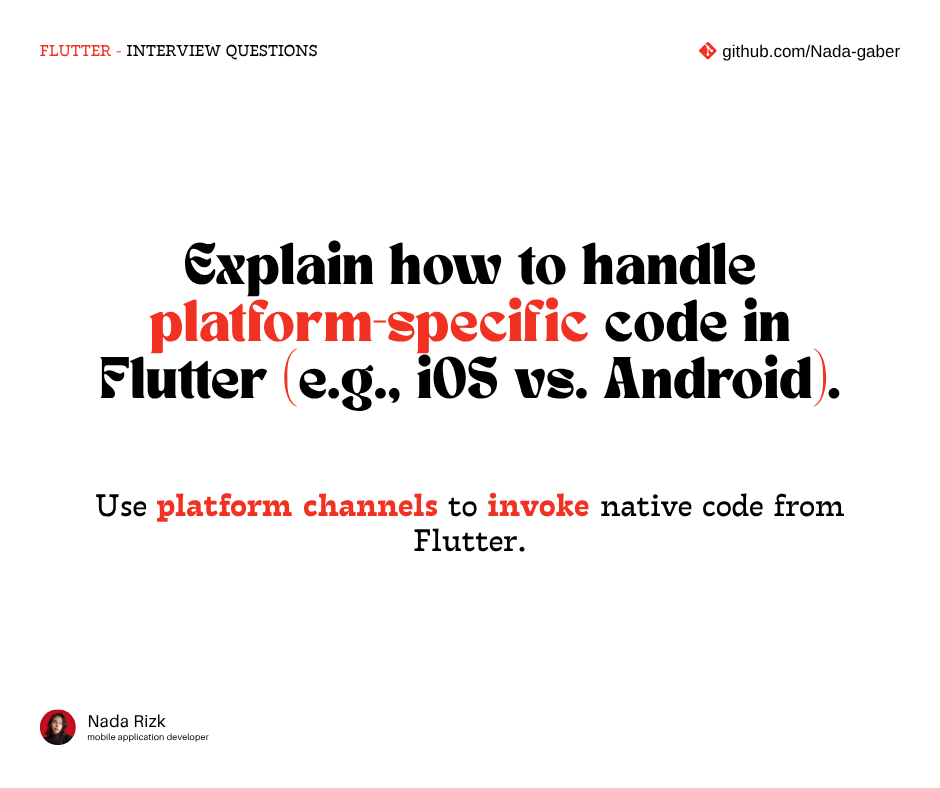 FLUTTER - INTERVIEW QUESTIONS
github.com/Nada-gaber
Explain how to handle
platform-specific code in
Flutter (e.g., iOS vs. Android).
Use platform channels to invoke native code from
Flutter.
Nada Rizk
mobile application developer